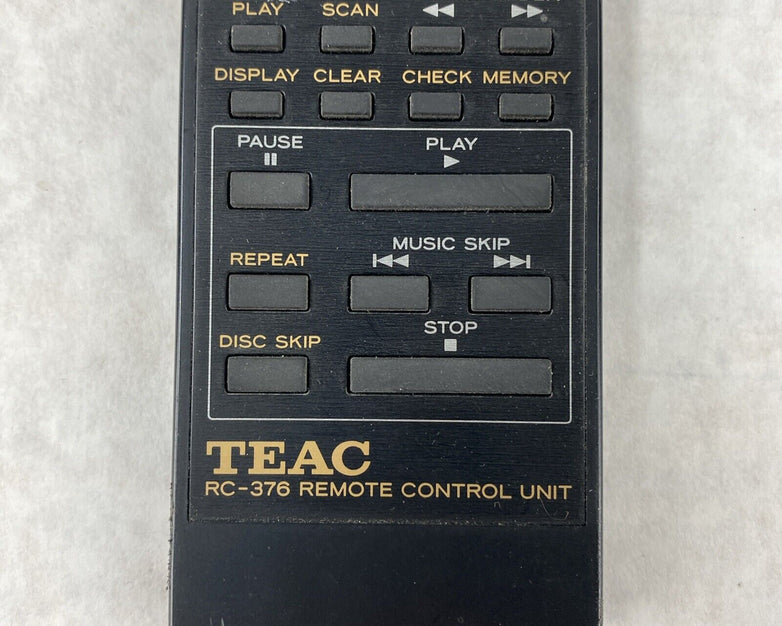 PLAY SCAN ◀◀ ▶▶
DISPLAY CLEAR CHECK MEMORY
PAUSE PLAY
MUSIC SKIP
REPEAT
STOP
DISC SKIP
TEAC
RC-376 REMOTE CONTROL UNIT